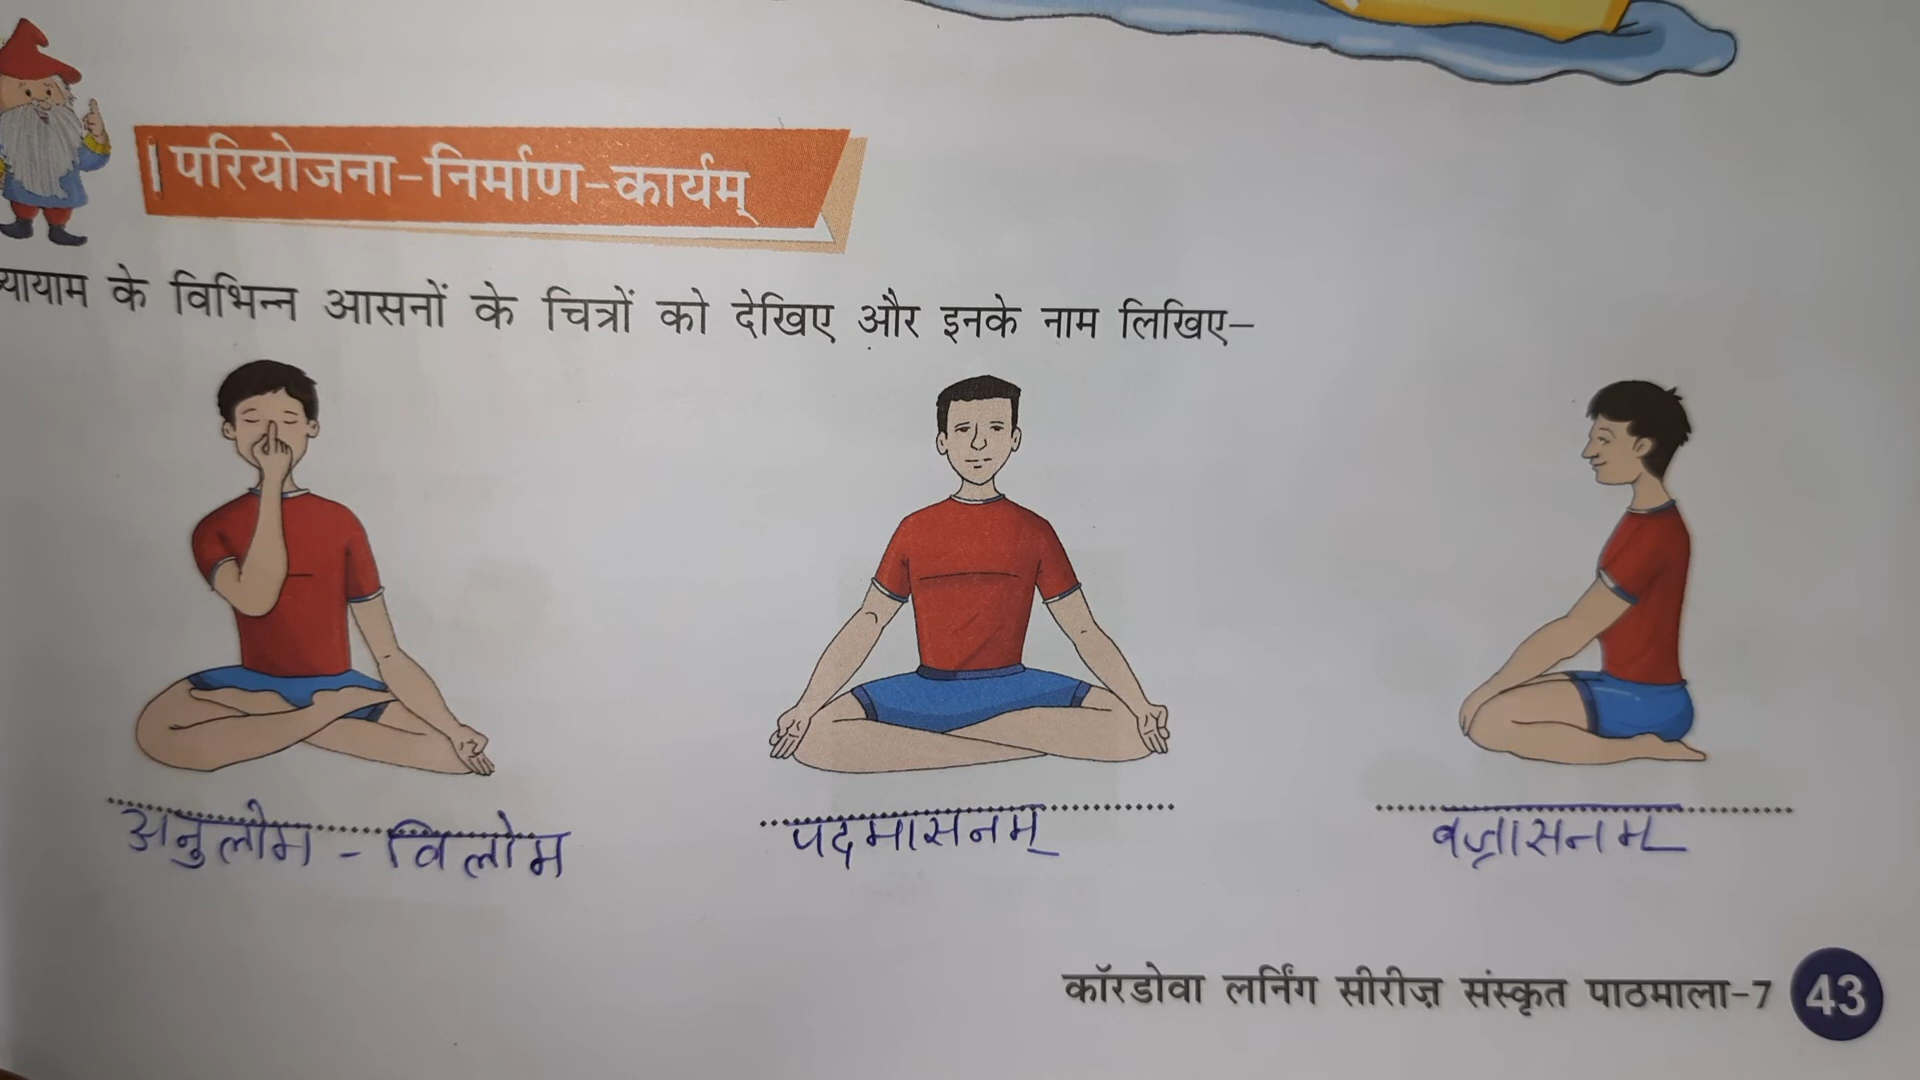 परियोजना-निर्माण-कार्यम्
व्यायाम के विभिन्न आसनों के चित्रों को देखिए और इनके नाम लिखिए-
अनुलोम - विलोम
पदमासनम्
वज्रासनम्
कॉरडोवा लर्निंग सीरीज़ संस्कृत पाठमाला-7 43